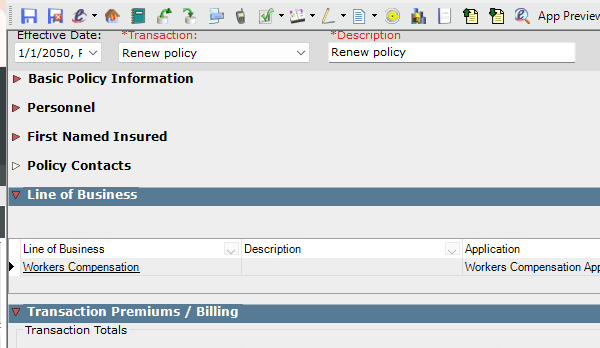 App Preview
Effective Date: *Transaction: *Description
1/1/2050, Renew policy Renew policy
Basic Policy Information
Personnel
First Named Insured
Policy Contacts
Line of Business
Line of Business Description Application
Workers Compensation Workers Compensation App
Transaction Premiums / Billing
Transaction Totals